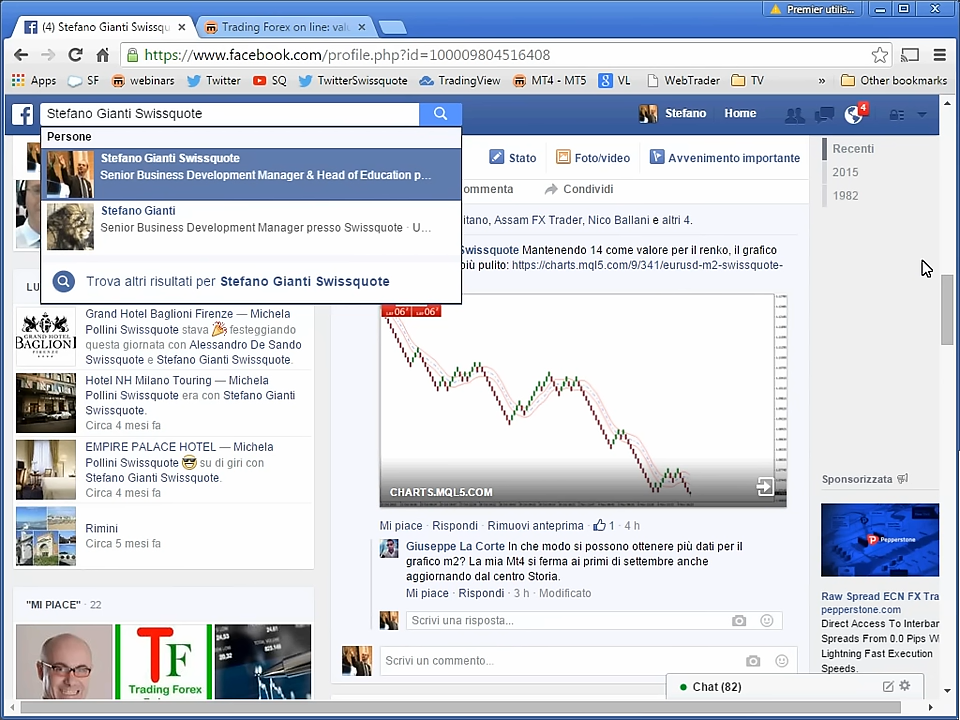 Premier utilis...
(4) Stefano Gianti Swissqu
Trading Forex on line: valu
https://www.facebook.com/profile.php?id=100009804516408
Apps
SF
webinars
Twitter
SQ
TwitterSwissquote
TradingView
MT4 - MT5
VL
WebTrader
TV
»
Other bookmarks
Stefano Gianti Swissquote
Stefano
Home
4
Persone
Stefano Gianti Swissquote
Senior Business Development Manager & Head of Education p...
Stefano Gianti
Senior Business Development Manager presso Swissquote · U...
Trova altri risultati per Stefano Gianti Swissquote
Stato
Foto/video
Avvenimento importante
Recenti
2015
1982
ommenta
Condividi
itano, Assam FX Trader, Nico Ballani e altri 4.
Swissquote Mantenendo 14 come valore per il renko, il grafico
più pulito: https://charts.mql5.com/9/341/eurusd-m2-swissquote-
LU
GRAND HOTEL
BAGLIONI
FIRENZE
Grand Hotel Baglioni Firenze — Michela
Pollini Swissquote stava festeggiando
questa giornata con Alessandro De Sando
Swissquote e Stefano Gianti Swissquote.
Hotel NH Milano Touring — Michela
Pollini Swissquote era con Stefano Gianti
Swissquote.
Circa 4 mesi fa
EMPIRE PALACE HOTEL — Michela
Pollini Swissquote su di giri con
Stefano Gianti Swissquote.
Circa 4 mesi fa
Rimini
Circa 5 mesi fa
"MI PIACE" · 22
TF
Trading Forex
CHARTS.MQL5.COM
Mi piace · Rispondi · Rimuovi anteprima · 1 · 4 h
Giuseppe La Corte In che modo si possono ottenere più dati per il
grafico m2? La mia Mt4 si ferma ai primi di settembre anche
aggiornando dal centro Storia.
Mi piace · Rispondi · 3 h · Modificato
Scrivi una risposta...
Scrivi un commento...
Sponsorizzata
Pepperstone
Raw Spread ECN FX Tra
pepperstone.com
Direct Access To Interban
Spreads From 0.0 Pips W
Lightning Fast Execution
Speeds.
Chat (82)